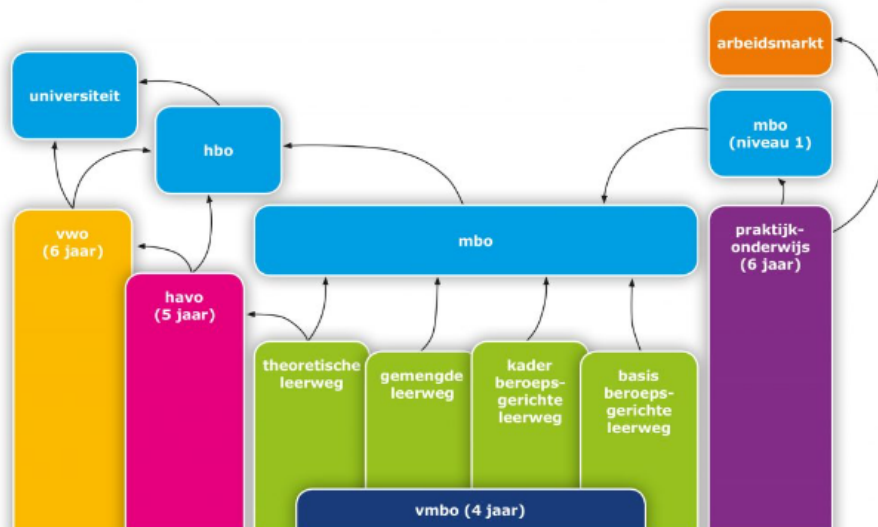 arbeidsmarkt
universiteit
mbo
(niveau 1)
hbo
vwo
(6 jaar)
mbo
praktijk-
onderwijs
(6 jaar)
havo
(5 jaar)
theoretische
leerweg
gemengde
leerweg
kader
beroeps-
gerichte
leerweg
basis
beroeps-
gerichte
leerweg
vmbo (4 jaar)